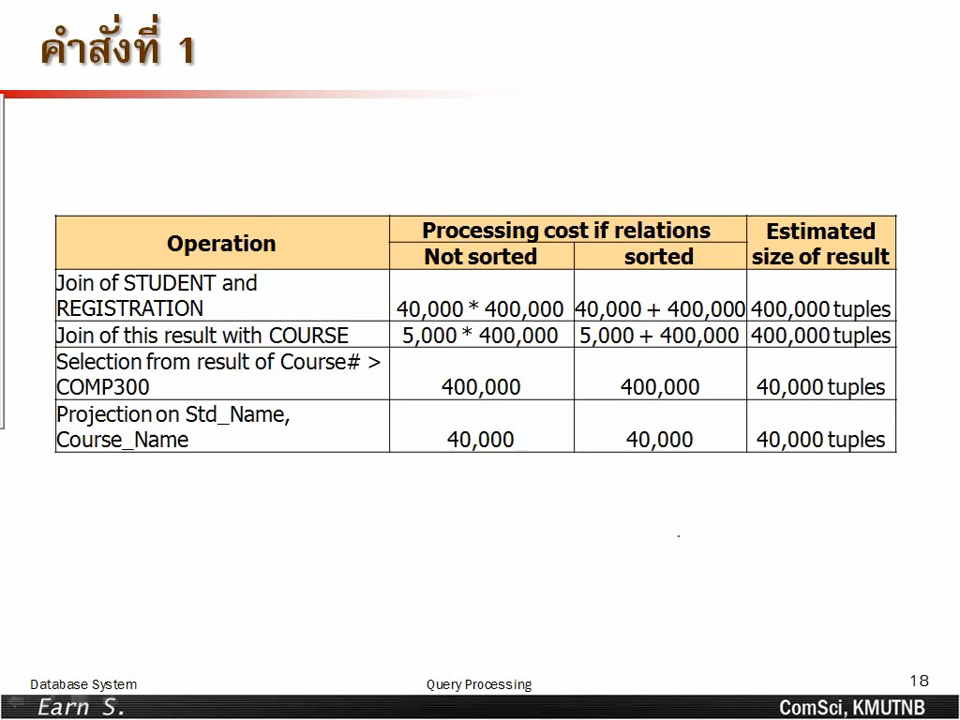 คำสั่งที่ 1
Operation
Processing cost if relations
Estimated
size of result
Not sorted
sorted
Join of STUDENT and
REGISTRATION
40,000 * 400,000
40,000 + 400,000
400,000 tuples
Join of this result with COURSE
5,000 * 400,000
5,000 + 400,000
400,000 tuples
Selection from result of Course# >
COMP300
400,000
400,000
40,000 tuples
Projection on Std_Name,
Course_Name
40,000
40,000
40,000 tuples
Database System
Query Processing
18
Earn S.
ComSci, KMUTNB